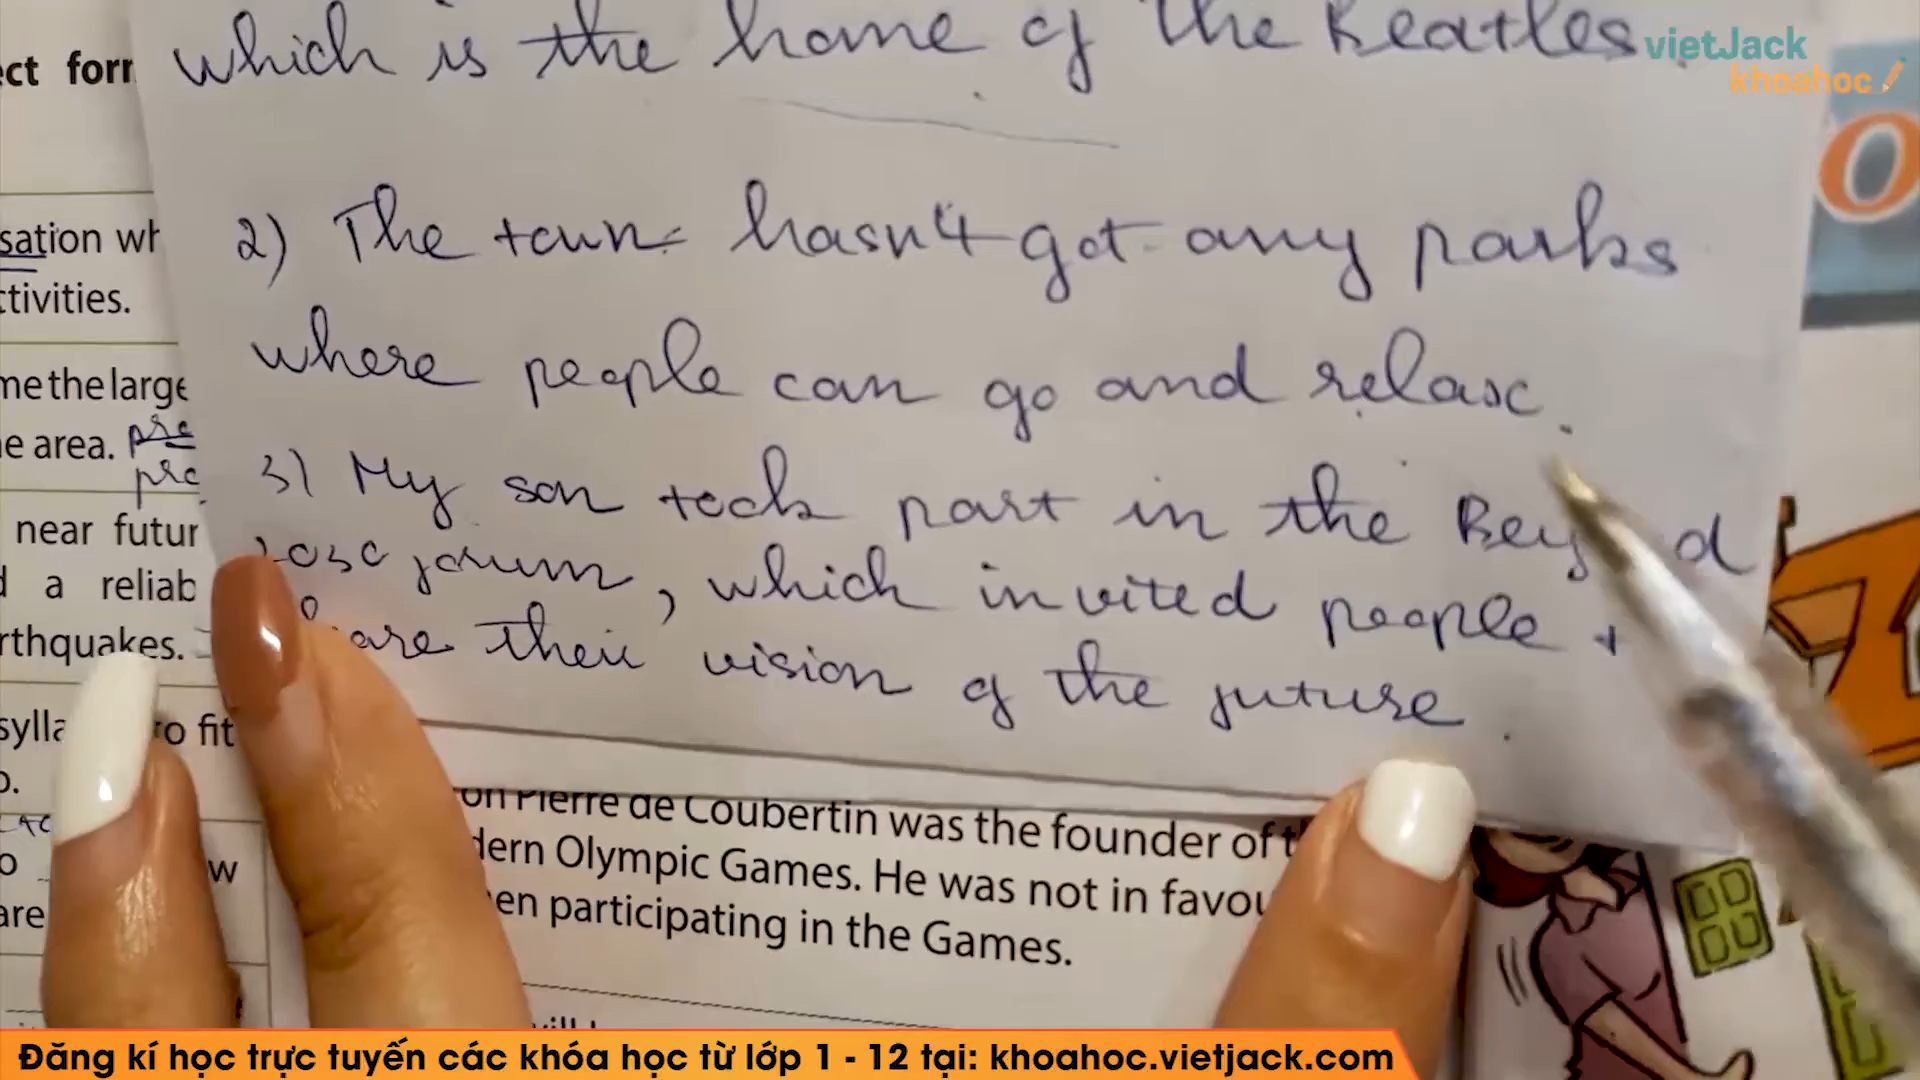 which is the home of the Beatles.
vietJack
khoahoc
ect forr
2) The town hasn't got any parks
where people can go and relax.
3) My son took part in the Beyond
forum, which invited people
their vision of the future.
sation wh
ctivities.
me the large
e area.
near futur
a reliab
rthquakes.
sylla to fit
w
are
on Pierre de Coubertin was the founder of t
dern Olympic Games. He was not in favou
en participating in the Games.
Đăng kí học trực tuyến các khóa học từ lớp 1 - 12 tại: khoahoc.vietjack.com